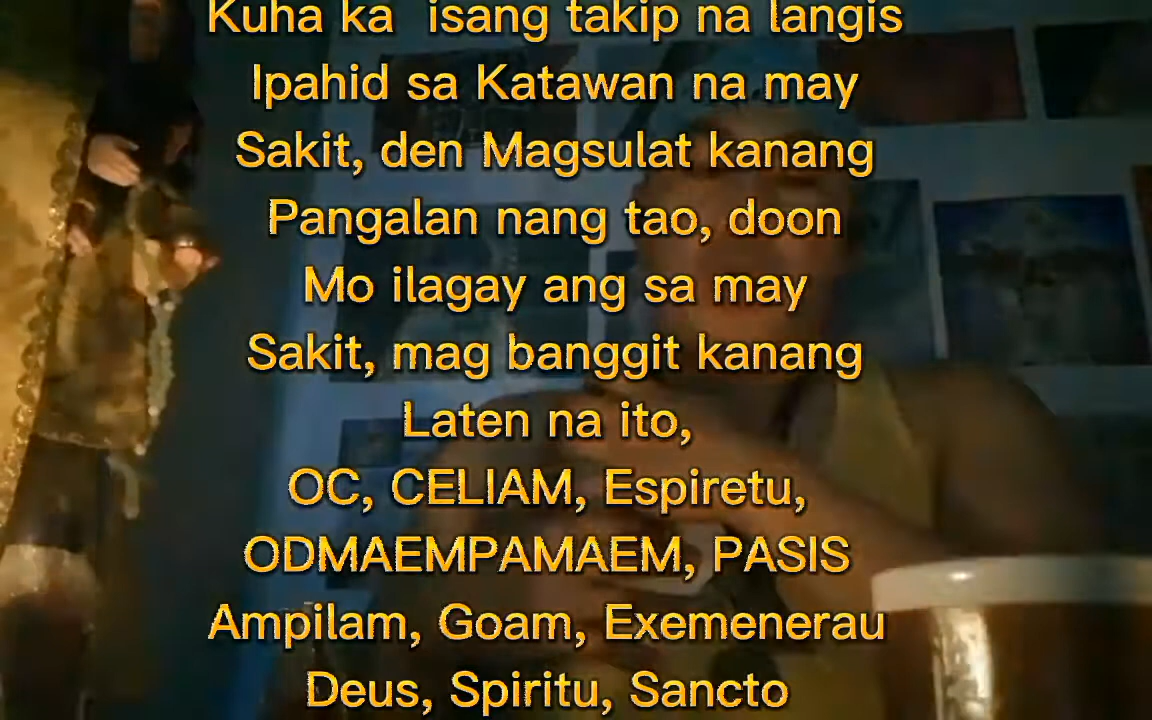 Kuha ka isang takip na langis
Ipahid sa Katawan na may
Sakit, den Magsulat kanang
Pangalan nang tao, doon
Mo ilagay ang sa may
Sakit, mag banggit kanang
Laten na ito,
OC, CELIAM, Espiretu,
ODMAEMPAMAEM, PASIS
Ampilam, Goam, Exemenerau
Deus, Spiritu, Sancto